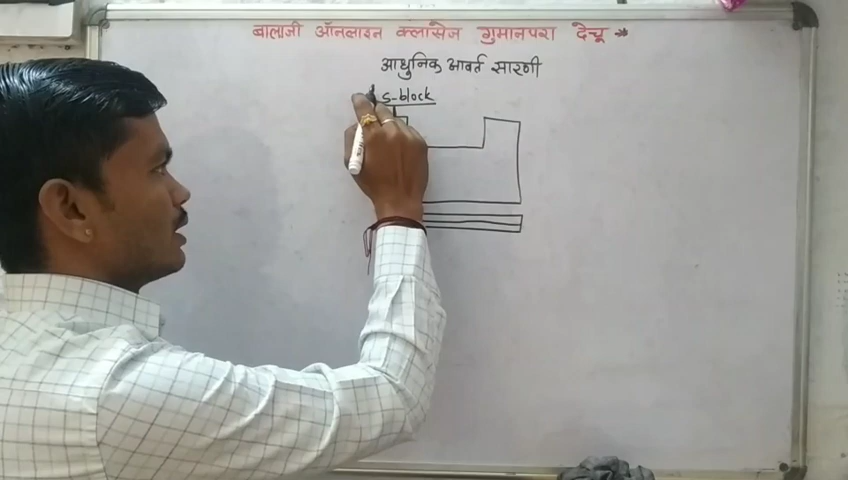 बालाजी ऑनलाइन क्लासेज गुमानपरा देचू *
आधुनिक आवर्त सारणी
s-block